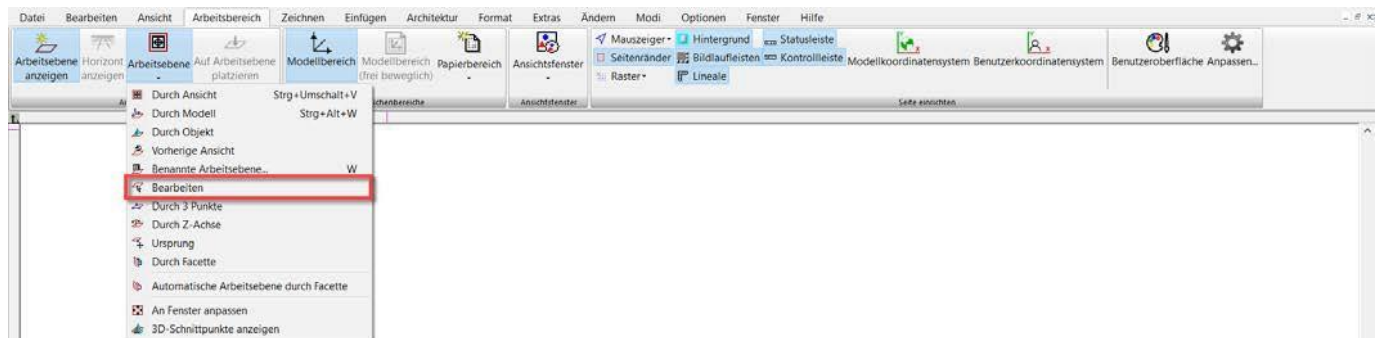 Datei Bearbeiten Ansicht Arbeitsbereich Zeichnen Einfügen Architektur Format Extras Ändern Modi Optionen Fenster Hilfe
Arbeitsebene anzeigen
Horizont anzeigen
Arbeitsebene
Auf Arbeitsebene platzieren
Modellbereich
Modellbereich (frei beweglich)
Papierbereich
Ansichtsfenster
Mauszeiger
Hintergrund
Statusleiste
Seitenränder
Bildlaufleisten
Kontrollleiste
Raster
Lineale
Modellkoordinatensystem
Benutzerkoordinatensystem
Benutzeroberfläche
Anpassen...
Ansichtsfenster
Seite einrichten
Durch Ansicht Strg+Umschalt+V
Durch Modell Strg+Alt+W
Durch Objekt
Vorherige Ansicht
Benannte Arbeitsebene... W
Bearbeiten
Durch 3 Punkte
Durch Z-Achse
Ursprung
Durch Facette
Automatische Arbeitsebene durch Facette
An Fenster anpassen
3D-Schnittpunkte anzeigen